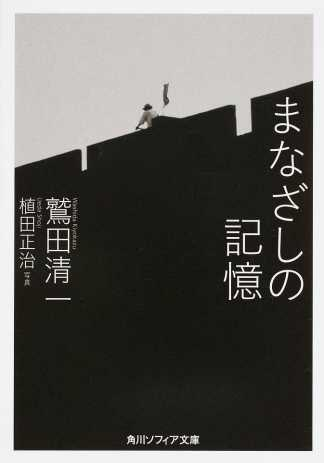 まなざしの
記憶
鷲田清一
Washida Kiyokazu
植田正治 写真
Ueda Shoji
角川ソフィア文庫